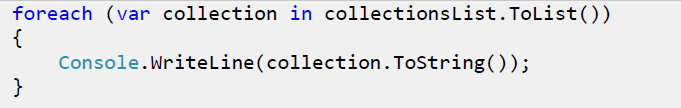 foreach (var collection in collectionsList.ToList())
{
    Console.WriteLine(collection.ToString());
}